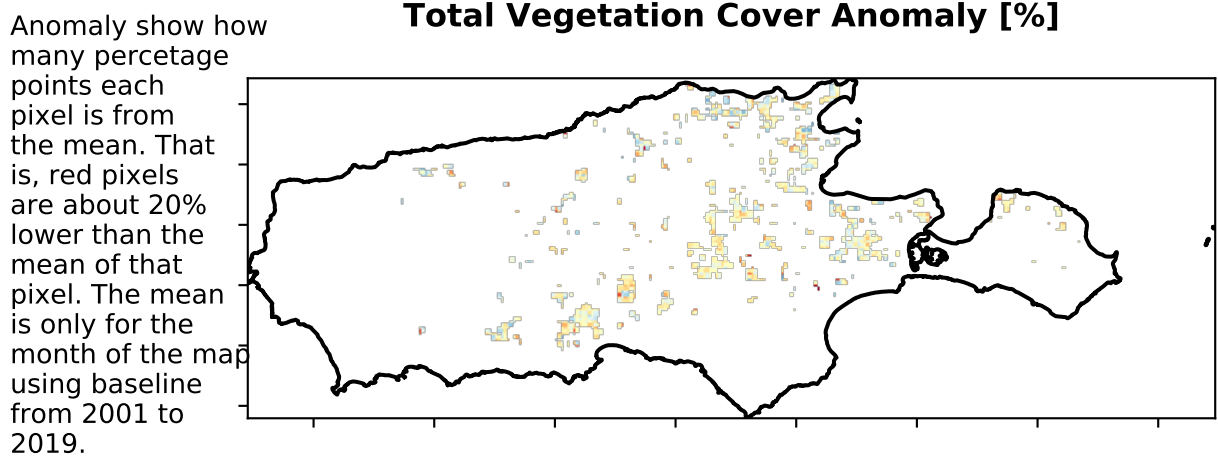 Total Vegetation Cover Anomaly [%]
Anomaly show how
many percetage
points each
pixel is from
the mean. That
is, red pixels
are about 20%
lower than the
mean of that
pixel. The mean
is only for the
month of the map
using baseline
from 2001 to
2019.